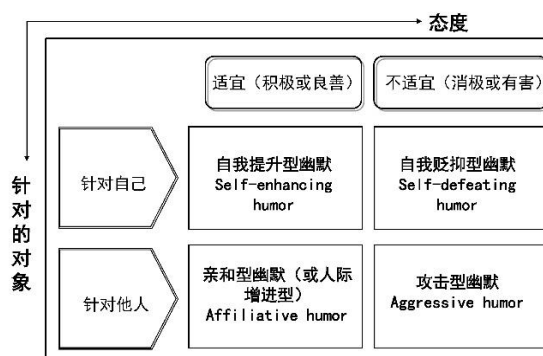 态度
适宜（积极或良善）
不适宜（消极或有害）
针对的对象
针对自己
自我提升型幽默
Self-enhancing
humor
自我贬抑型幽默
Self-defeating
humor
针对他人
亲和型幽默（或人际
增进型）
Affiliative humor
攻击型幽默
Aggressive humor